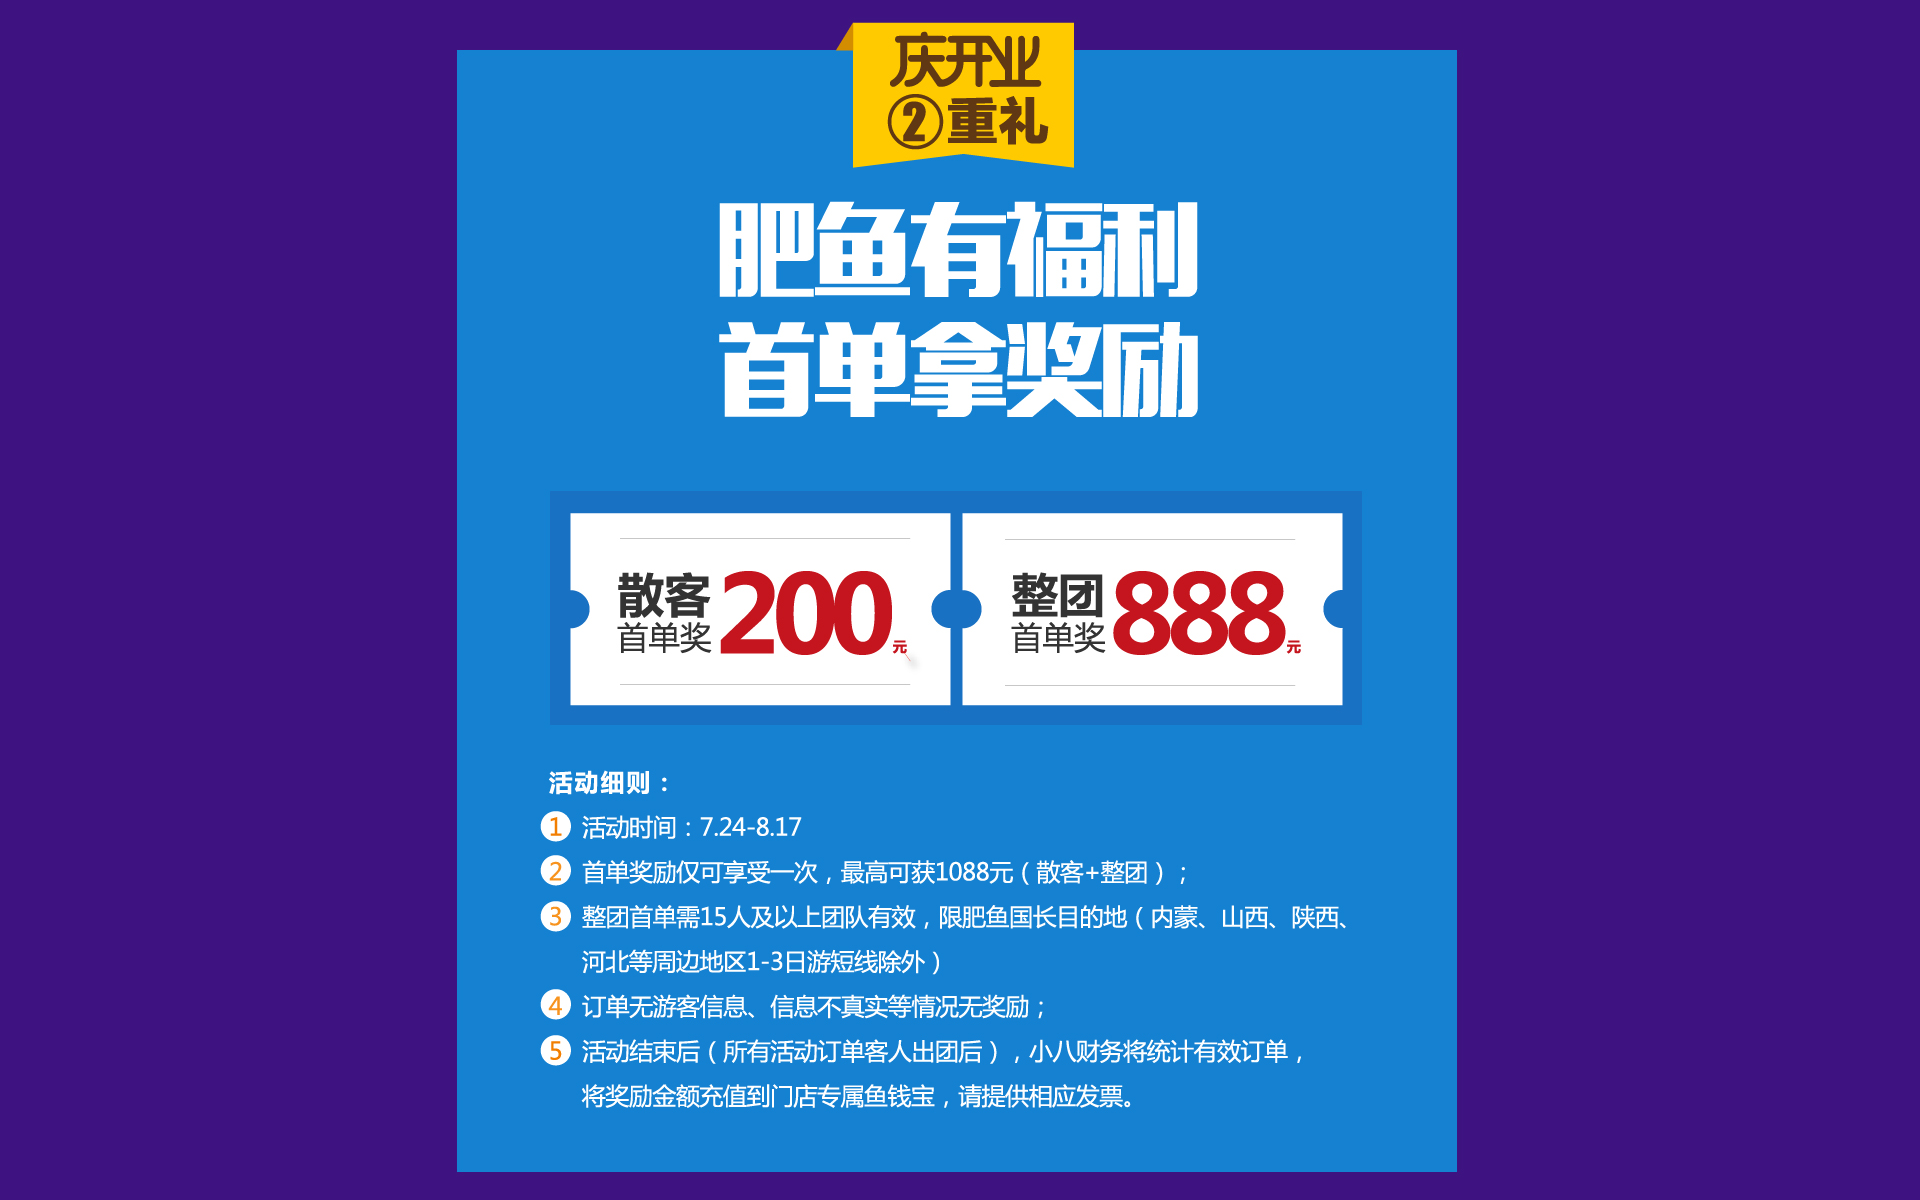 庆开业
②重礼
肥鱼有福利
首单拿奖励
散客
首单奖
200元
整团
首单奖
888元
活动细则：
1 活动时间：7.24-8.17
2 首单奖励仅可享受一次，最高可获1088元（散客+整团）；
3 整团首单需15人及以上团队有效，限肥鱼国长目的地（内蒙、山西、陕西、
河北等周边地区1-3日游短线除外）
4 订单无游客信息、信息不真实等情况无奖励；
5 活动结束后（所有活动订单客人出团后），小八财务将统计有效订单，
将奖励金额充值到门店专属鱼钱宝，请提供相应发票。